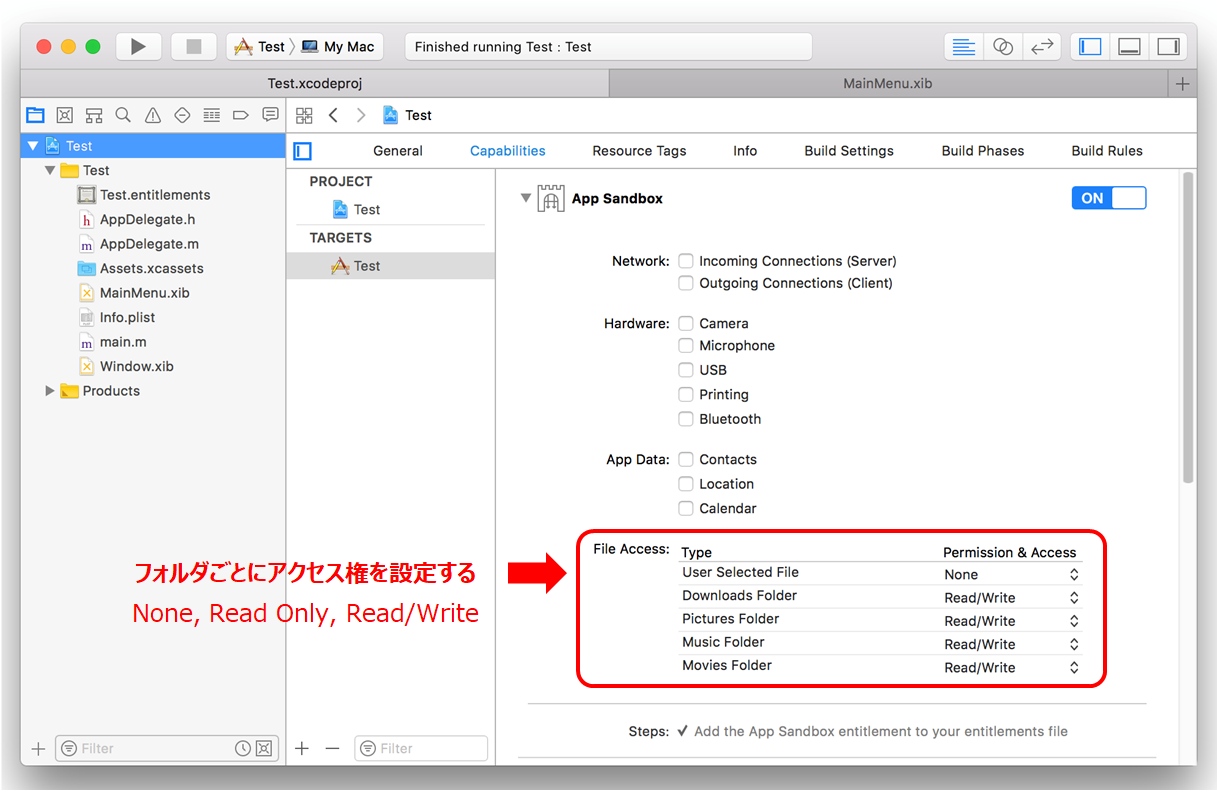 Test
My Mac
Finished running Test : Test
Test.xcodeproj
MainMenu.xib
Test
General
Capabilities
Resource Tags
Info
Build Settings
Build Phases
Build Rules
Test
Test
Test.entitlements
h AppDelegate.h
m AppDelegate.m
Assets.xcassets
MainMenu.xib
Info.plist
m main.m
Window.xib
Products
Filter
PROJECT
Test
TARGETS
Test
Filter
App Sandbox
ON
Network: Incoming Connections (Server)
Outgoing Connections (Client)
Hardware: Camera
Microphone
USB
Printing
Bluetooth
App Data: Contacts
Location
Calendar
フォルダごとにアクセス権を設定する
None, Read Only, Read/Write
File Access: Type Permission & Access
User Selected File None
Downloads Folder Read/Write
Pictures Folder Read/Write
Music Folder Read/Write
Movies Folder Read/Write
Steps: ✓ Add the App Sandbox entitlement to your entitlements file